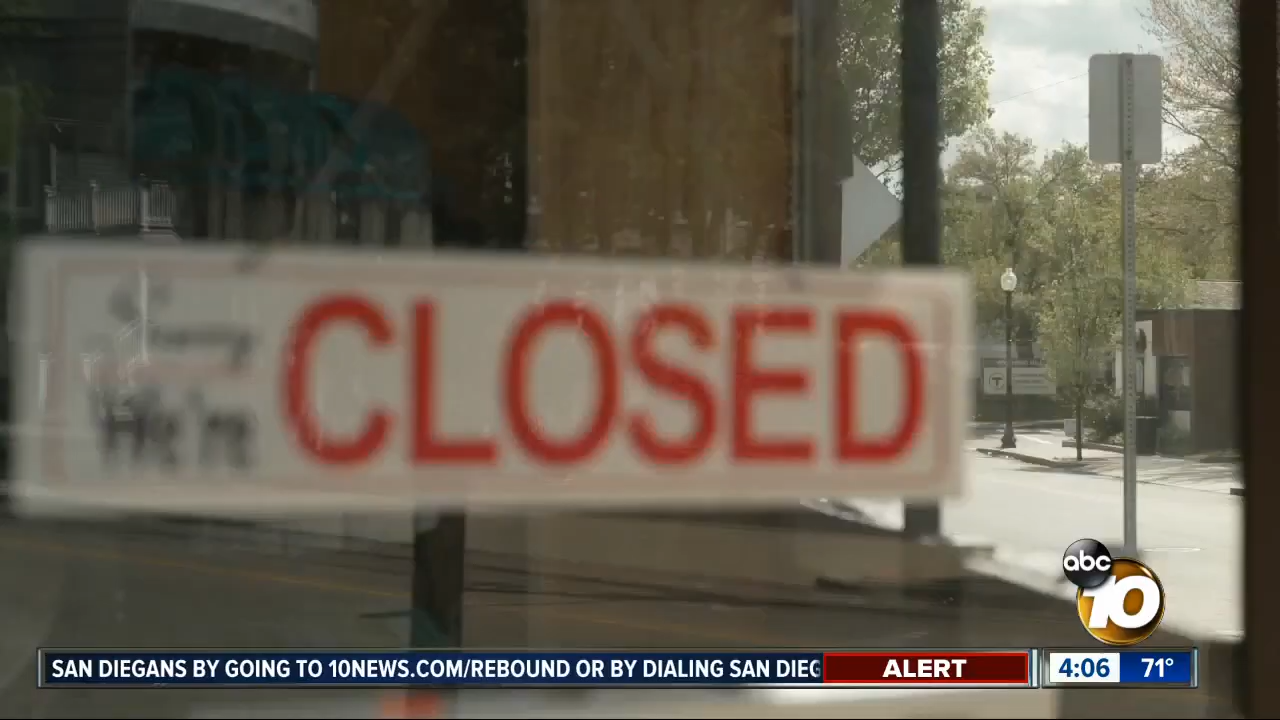 Sorry
We're
CLOSED
abc
10
SAN DIEGANS BY GOING TO 10NEWS.COM/REBOUND OR BY DIALING SAN DIEG
ALERT
4:06
71°